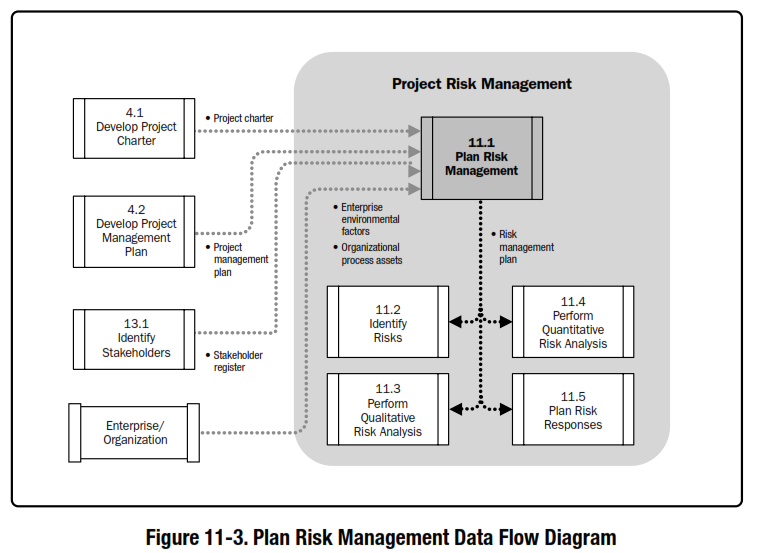 Project Risk Management
4.1
Develop Project
Charter
• Project charter
11.1
Plan Risk
Management
4.2
Develop Project
Management
Plan
• Project
management
plan
• Enterprise
environmental
factors
• Organizational
process assets
• Risk
management
plan
13.1
Identify
Stakeholders
• Stakeholder
register
11.2
Identify
Risks
11.4
Perform
Quantitative
Risk Analysis
11.3
Perform
Qualitative
Risk Analysis
11.5
Plan Risk
Responses
Enterprise/
Organization
Figure 11-3. Plan Risk Management Data Flow Diagram